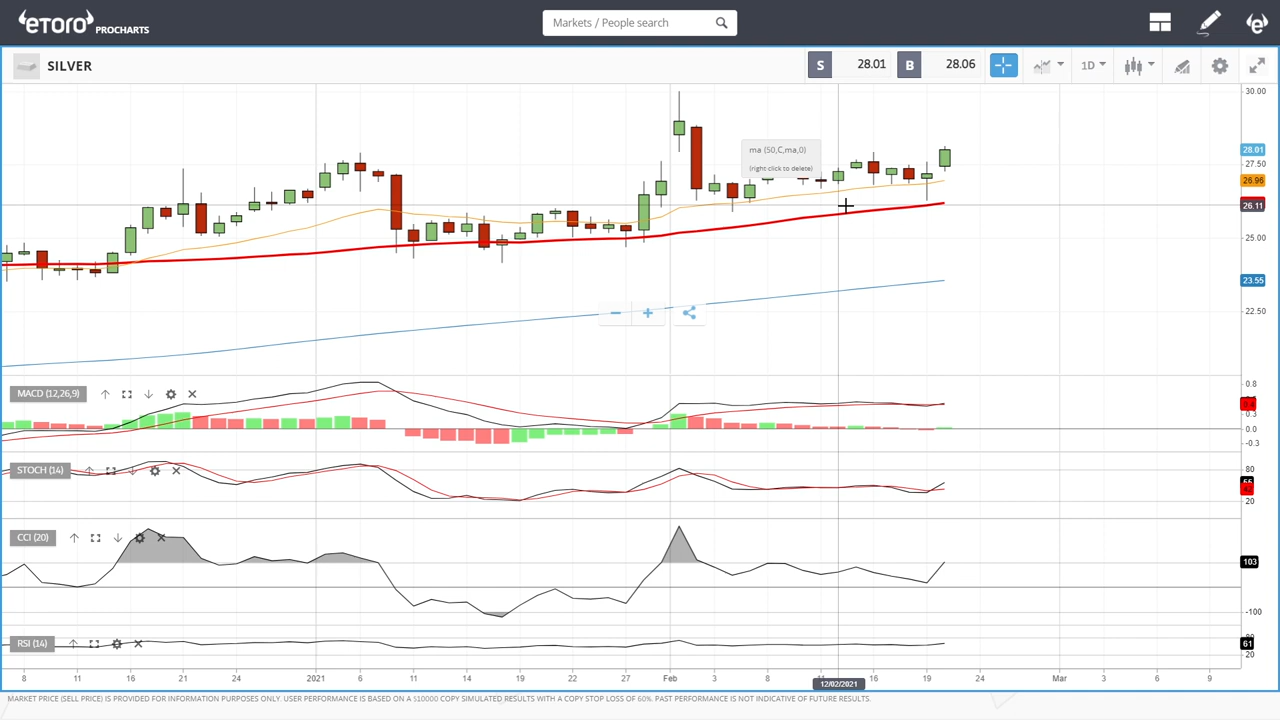 eToro PROCHARTS
Markets / People search
SILVER
S 28.01 B 28.06
1D
ma (50,C,ma,0)
(right click to delete)
30.00
28.01
27.50
26.96
26.11
25.00
23.55
22.50
MACD (12,26,9)
0.8
0.3
0.0
-0.3
STOCH (14)
80
20
CCI (20)
103
-100
RSI (14)
61
20
8 11 16 21 24 2021 6 11 14 19 22 27 Feb 3 8 11 16 19 24 Mar 3 6 9
12/02/2021
MARKET PRICE (SELL PRICE) IS PROVIDED FOR INFORMATION PURPOSES ONLY. USER PERFORMANCE IS BASED ON A $10000 COPY SIMULATED RESULTS WITH A COPY STOP LOSS OF 60%. PAST PERFORMANCE IS NOT INDICATIVE OF FUTURE RESULTS.